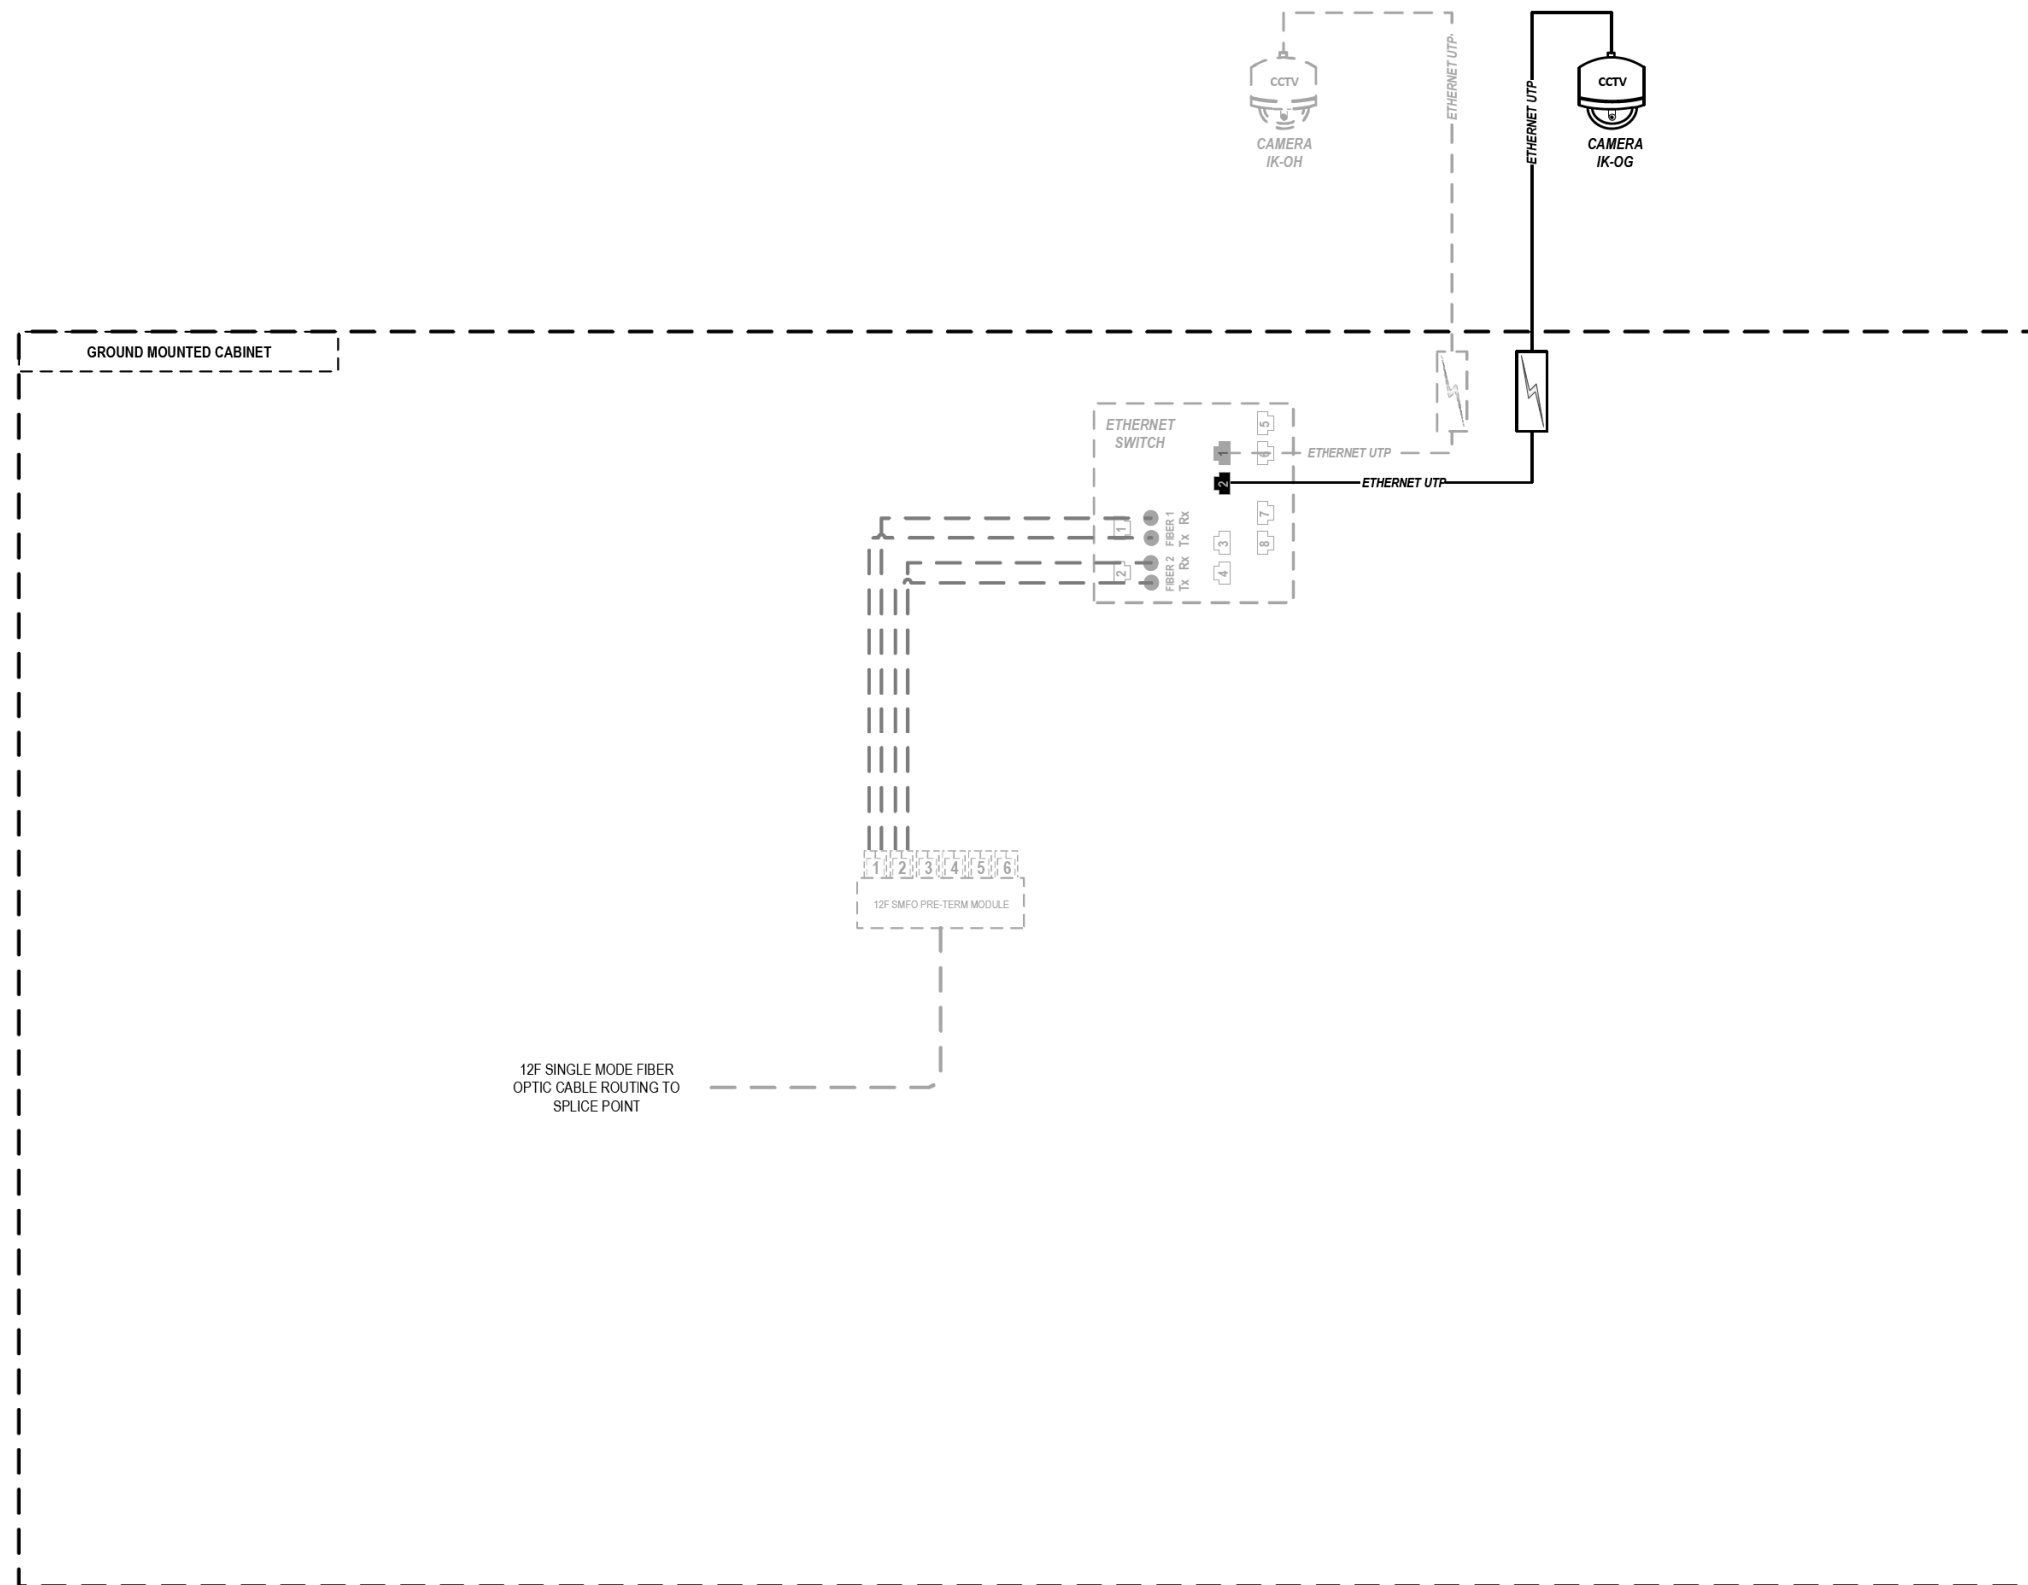 CCTV
CAMERA
IK-OH
ETHERNET UTP
ETHERNET UTP
CCTV
CAMERA
IK-OG
GROUND MOUNTED CABINET
ETHERNET
SWITCH
5
1
6
ETHERNET UTP
2
ETHERNET UTP
1
FIBER 1
Tx Rx
7
3
8
2
FIBER 2
Tx Rx
4
1 2 3 4 5 6
12F SMFO PRE-TERM MODULE
12F SINGLE MODE FIBER
OPTIC CABLE ROUTING TO
SPLICE POINT